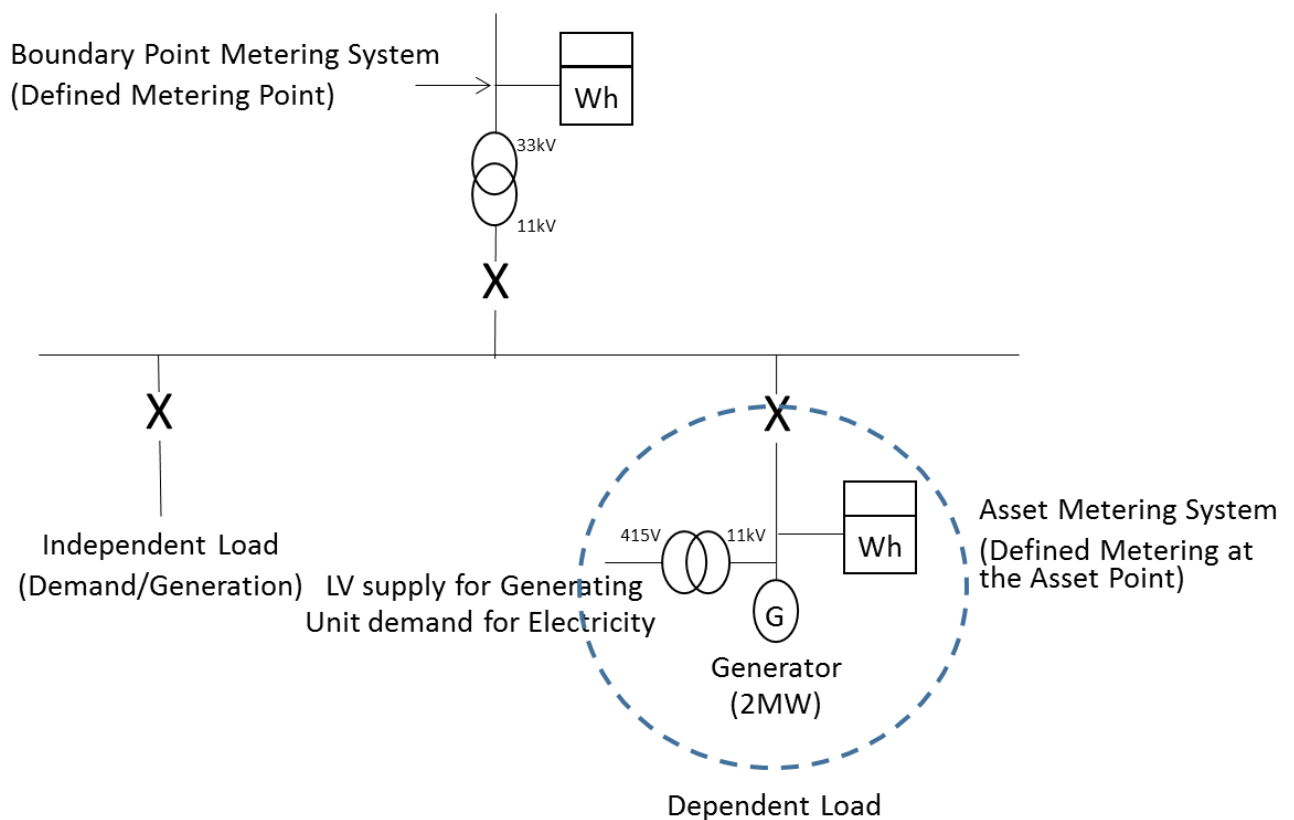 Boundary Point Metering System
(Defined Metering Point)
Wh
33kV
11kV
X
X
X
Independent Load
(Demand/Generation)
415V
11kV
LV supply for Generating
Unit demand for Electricity
Wh
Asset Metering System
(Defined Metering at
the Asset Point)
G
Generator
(2MW)
Dependent Load